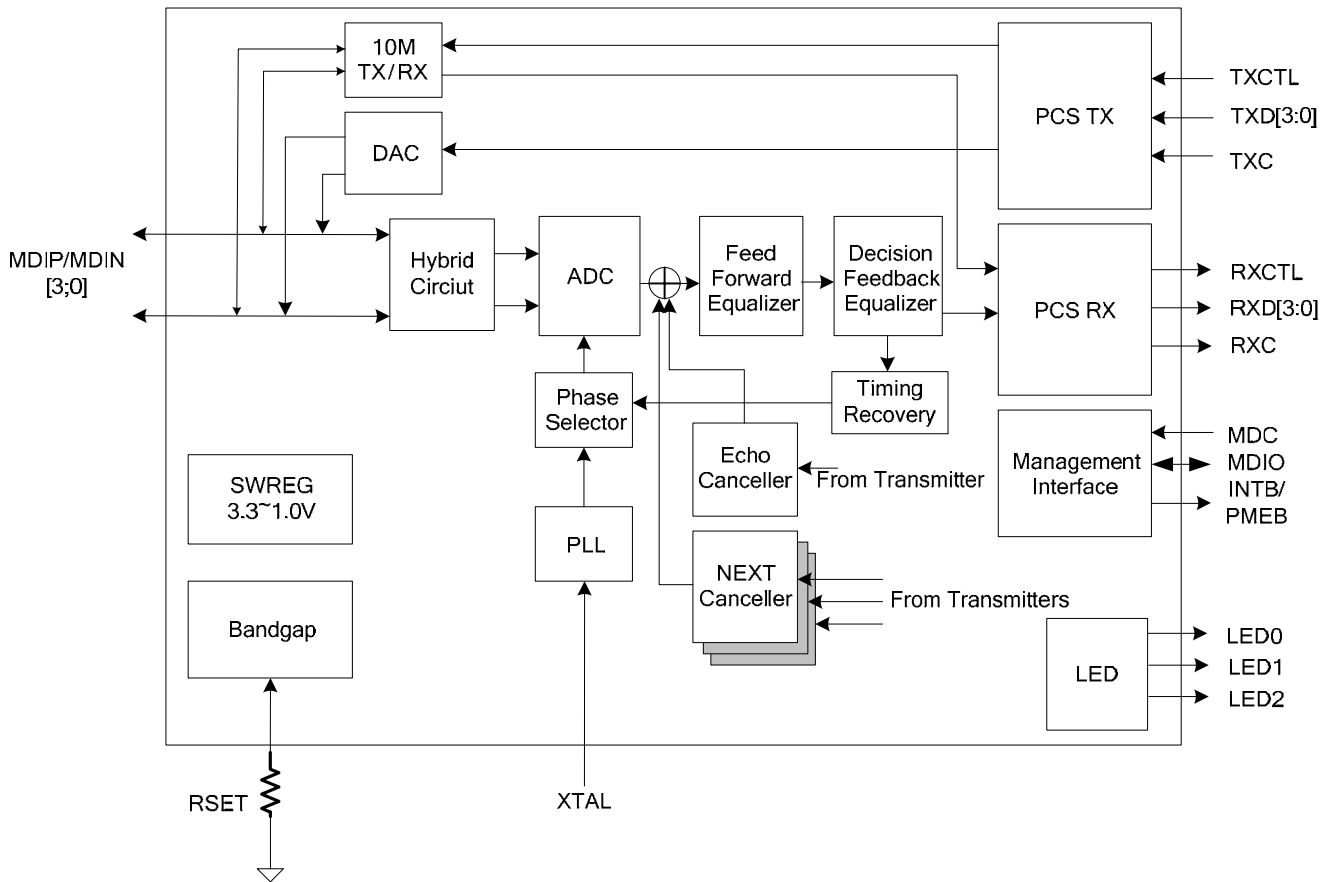 10M
TX/RX
PCS TX
TXCTL
TXD[3:0]
TXC
DAC
MDIP/MDIN
[3;0]
Hybrid
Circiut
ADC
Feed
Forward
Equalizer
Decision
Feedback
Equalizer
PCS RX
RXCTL
RXD[3:0]
RXC
Phase
Selector
Timing
Recovery
Echo
Canceller
From Transmitter
Management
Interface
MDC
MDIO
INTB/
PMEB
SWREG
3.3~1.0V
PLL
NEXT
Canceller
From Transmitters
Bandgap
LED
LED0
LED1
LED2
RSET
XTAL